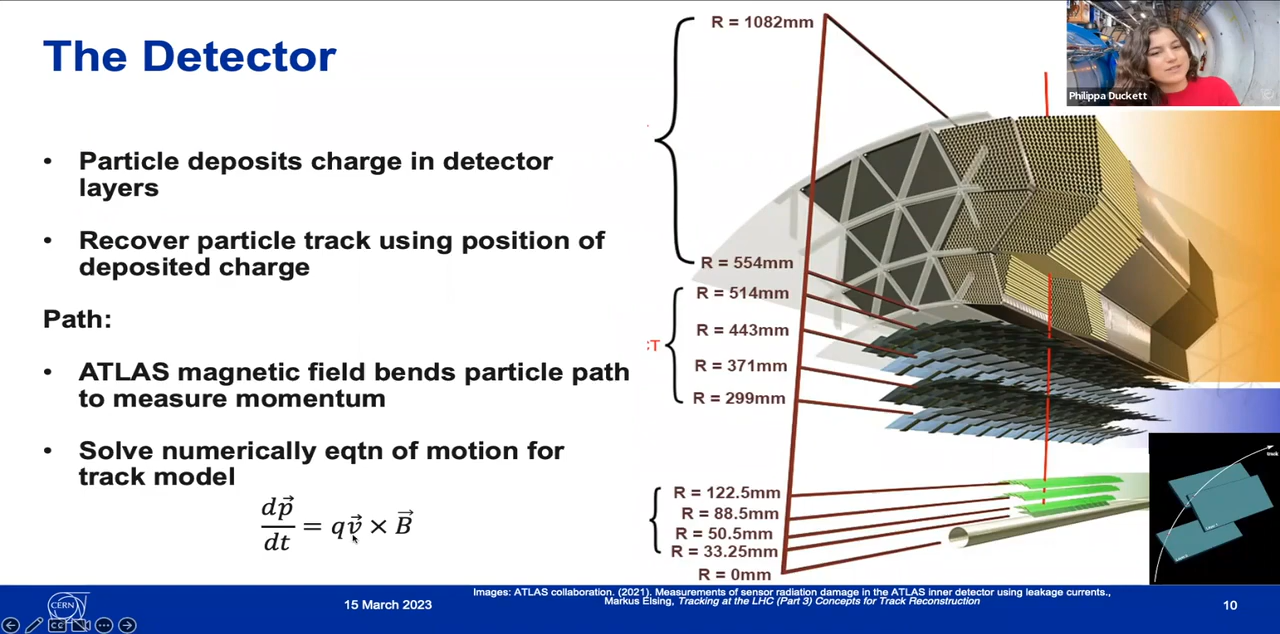 The Detector
• Particle deposits charge in detector
layers
• Recover particle track using position of
deposited charge
Path:
• ATLAS magnetic field bends particle path
to measure momentum
• Solve numerically eqtn of motion for
track model
dp⃗/dt = qv⃗ × B⃗
R = 1082mm
R = 554mm
R = 514mm
R = 443mm
R = 371mm
R = 299mm
R = 122.5mm
R = 88.5mm
R = 50.5mm
R = 33.25mm
R = 0mm
Philippa Duckett
track
CERN
15 March 2023
Images: ATLAS collaboration. (2021). Measurements of sensor radiation damage in the ATLAS inner detector using leakage currents.,
Markus Elsing, Tracking at the LHC (Part 3) Concepts for Track Reconstruction
10
CC